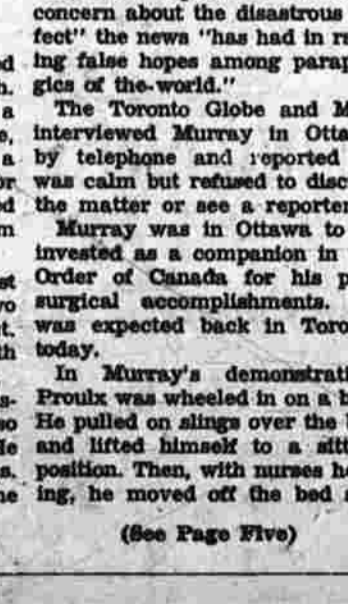 concern about the disastrous
fect" the news "has had in ra
ing false hopes among parap
gics of the world."
The Toronto Globe and M
interviewed Murray in Otta
by telephone and reported
was calm but refused to disc
the matter or see a reporter
Murray was in Ottawa to
invested as a companion in
Order of Canada for his p
surgical accomplishments.
was expected back in Toro
today.
In Murray's demonstrati
Proulx was wheeled in on a b
He pulled on slings over the b
and lifted himself to a sitt
position. Then, with nurses he
ing, he moved off the bed a
(See Page Five)